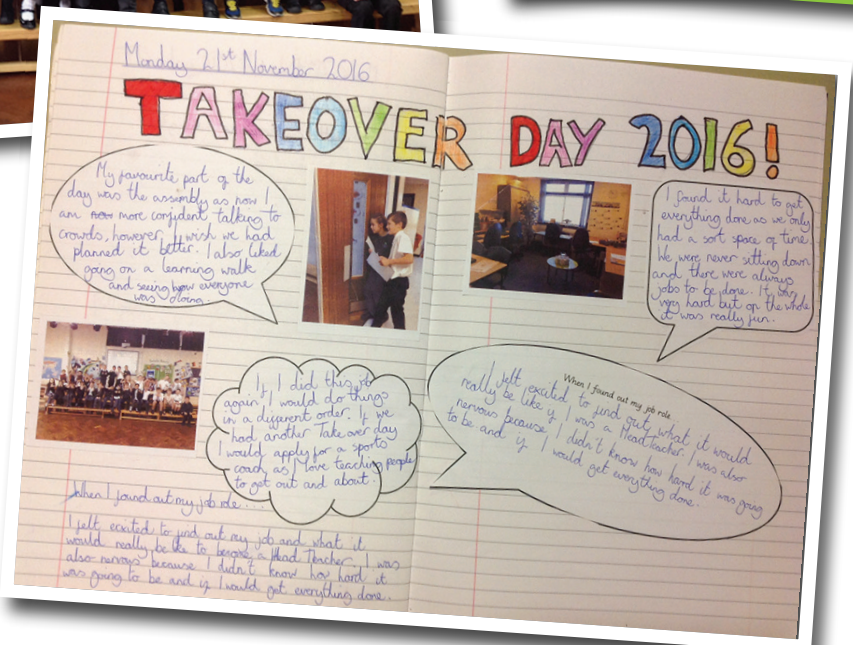 Monday 21st November 2016
TAKEOVER DAY 2016!
My favourite part of the
day was the assembly as now I
am now more confident talking to
crowds, however, I wish we had
planned it better. I also liked
going on a learning walk
and seeing how everyone
was doing.
I found it hard to get
everything done as we only
had a sort space of time.
We were never sitting down
and there were always
jobs to be done. It was
very hard but on the whole
it was really fun.
If I did this job
again, I would do things
in a different order. If we
had another Takeover day
I would apply for a sports
coach, as I love teaching people
to get out and about.
When I found out my job role
I felt excited to find out what it would
really be like if I was a HeadTeacher. I was also
nervous because I didn't know how hard it was going
to be and if I would get everything done.
When I found out my job role....
I felt excited to find out my job and what it
would really be like to become a Head Teacher. I was
also nervous because I didn't know how hard it
was going to be and if I would get everything done.